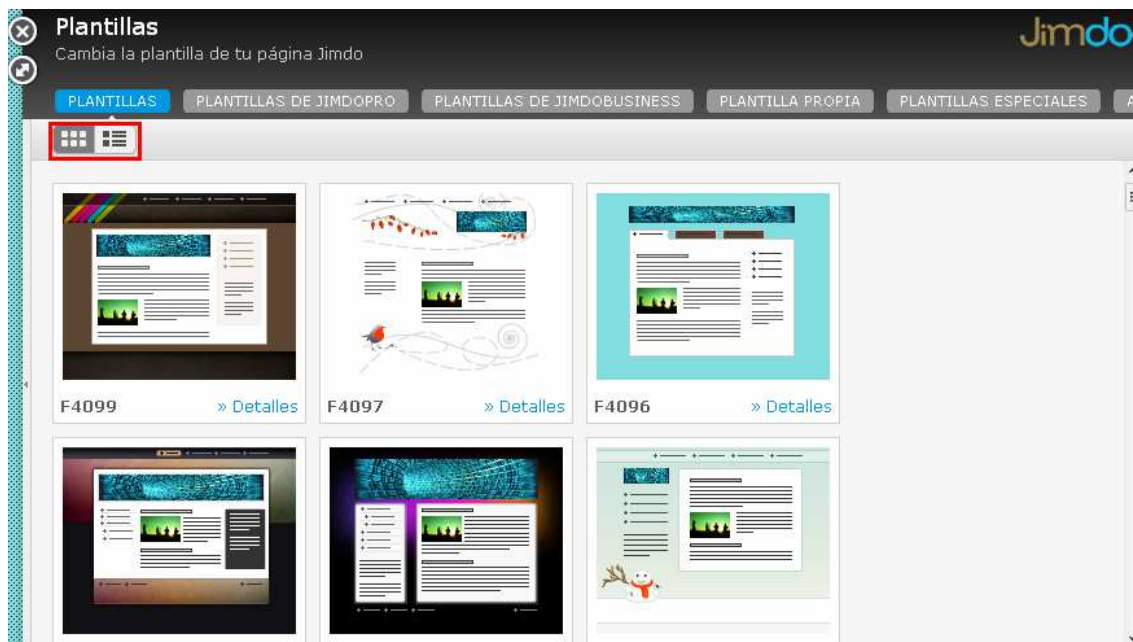 Plantillas
Jimdo
Cambia la plantilla de tu página Jimdo
PLANTILLAS PLANTILLAS DE JIMDOPRO PLANTILLAS DE JIMDOBUSINESS PLANTILLA PROPIA PLANTILLAS ESPECIALES A
F4099 » Detalles F4097 » Detalles F4096 » Detalles